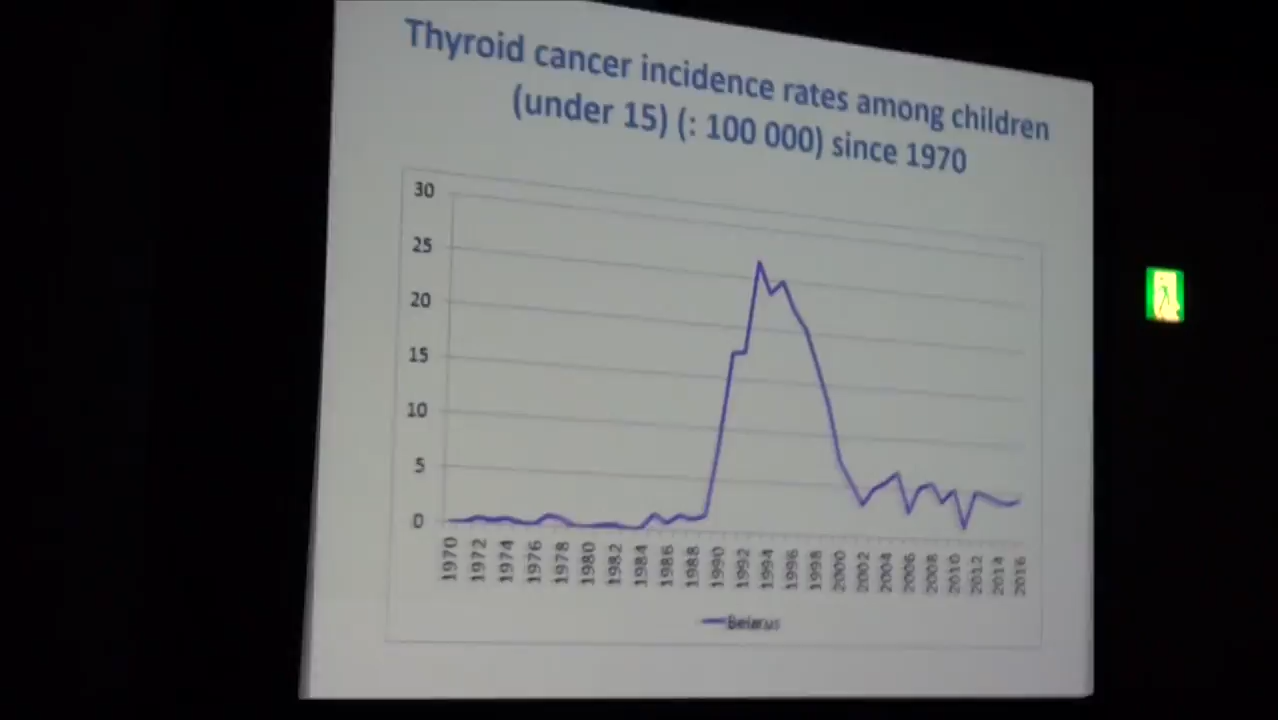 Thyroid cancer incidence rates among children
(under 15) (: 100 000) since 1970
30
25
20
15
10
5
0
1970 1972 1974 1976 1978 1980 1982 1984 1986 1988 1990 1992 1994 1996 1998 2000 2002 2004 2006 2008 2010 2012 2014 2016
Belarus